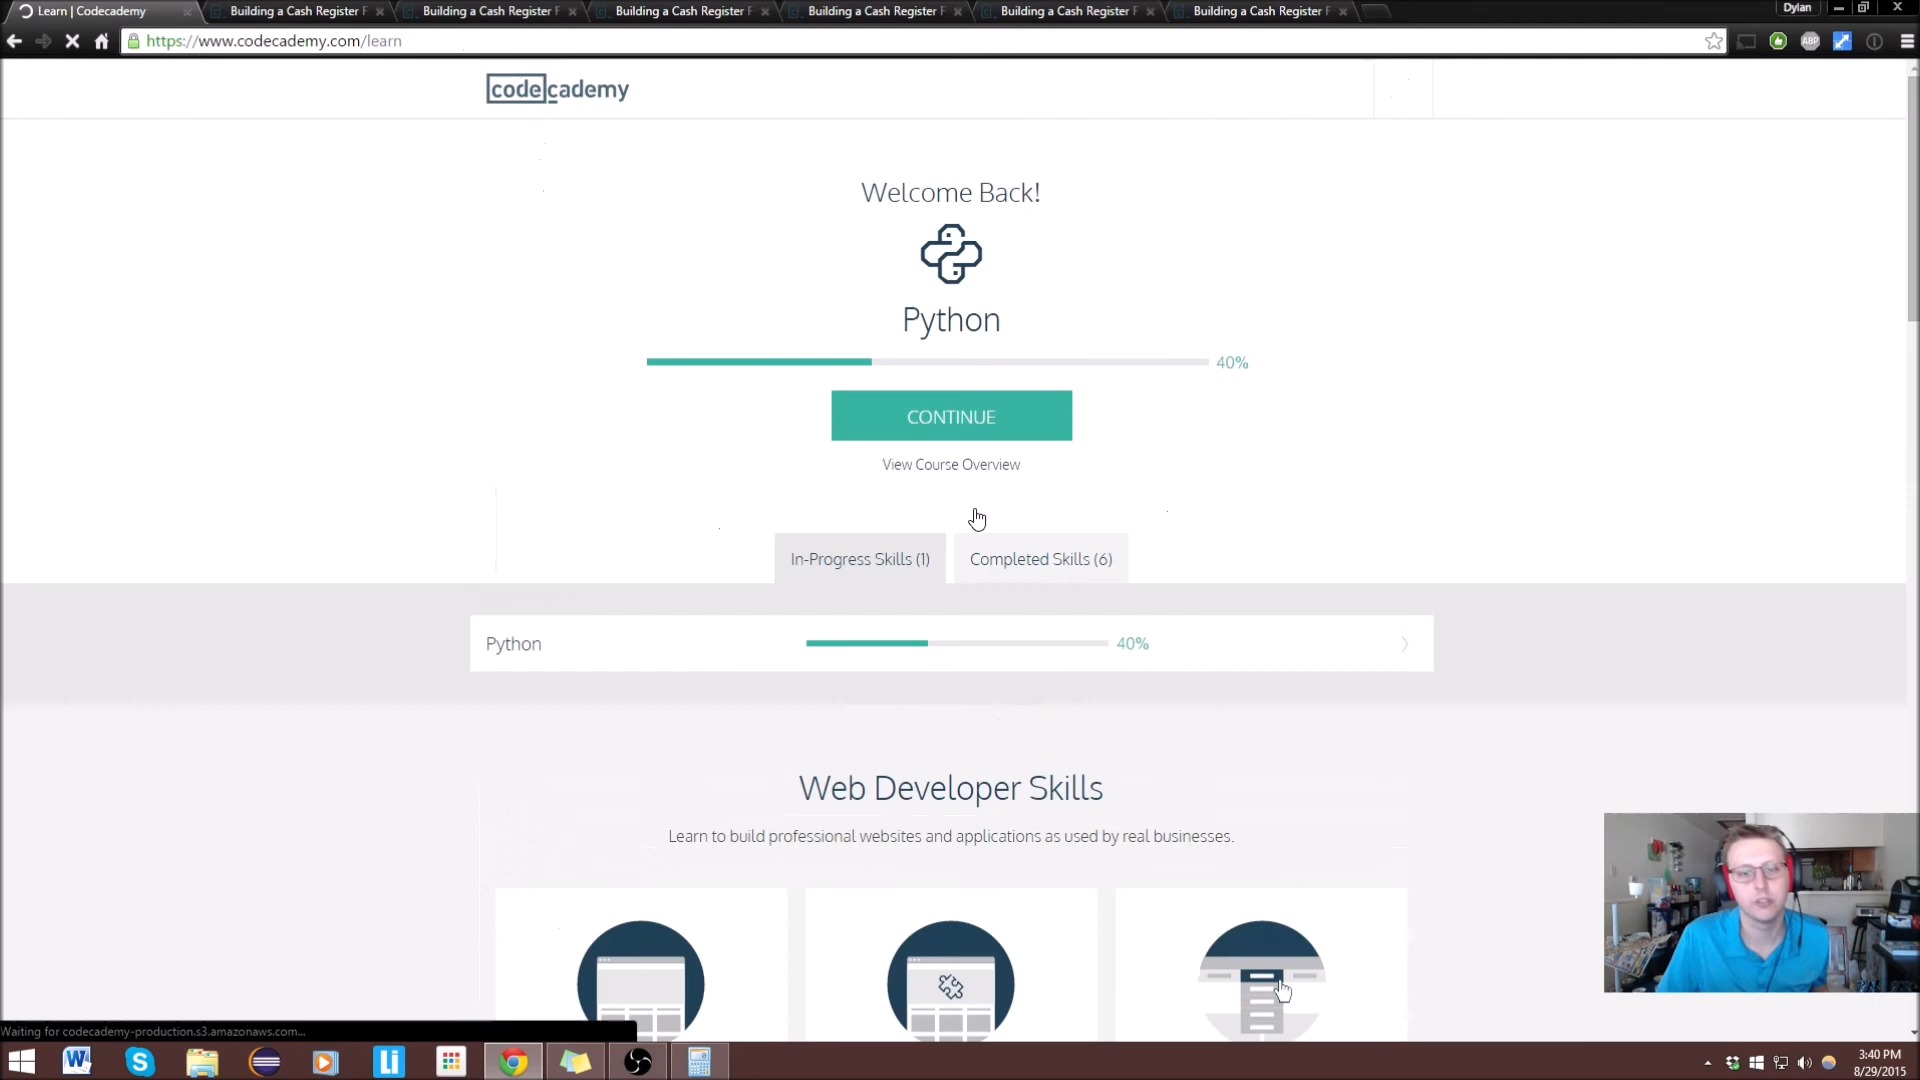 Learn | Codecademy
Building a Cash Register F
Building a Cash Register F
Building a Cash Register F
Building a Cash Register F
Building a Cash Register F
Building a Cash Register F
Dylan
https://www.codecademy.com/learn
ABP
codecademy
Welcome Back!
Python
40%
CONTINUE
View Course Overview
In-Progress Skills (1)
Completed Skills (6)
Python
40%
Web Developer Skills
Learn to build professional websites and applications as used by real businesses.
Waiting for codecademy-production.s3.amazonaws.com...
W
S
Li
3:40 PM
8/29/2015